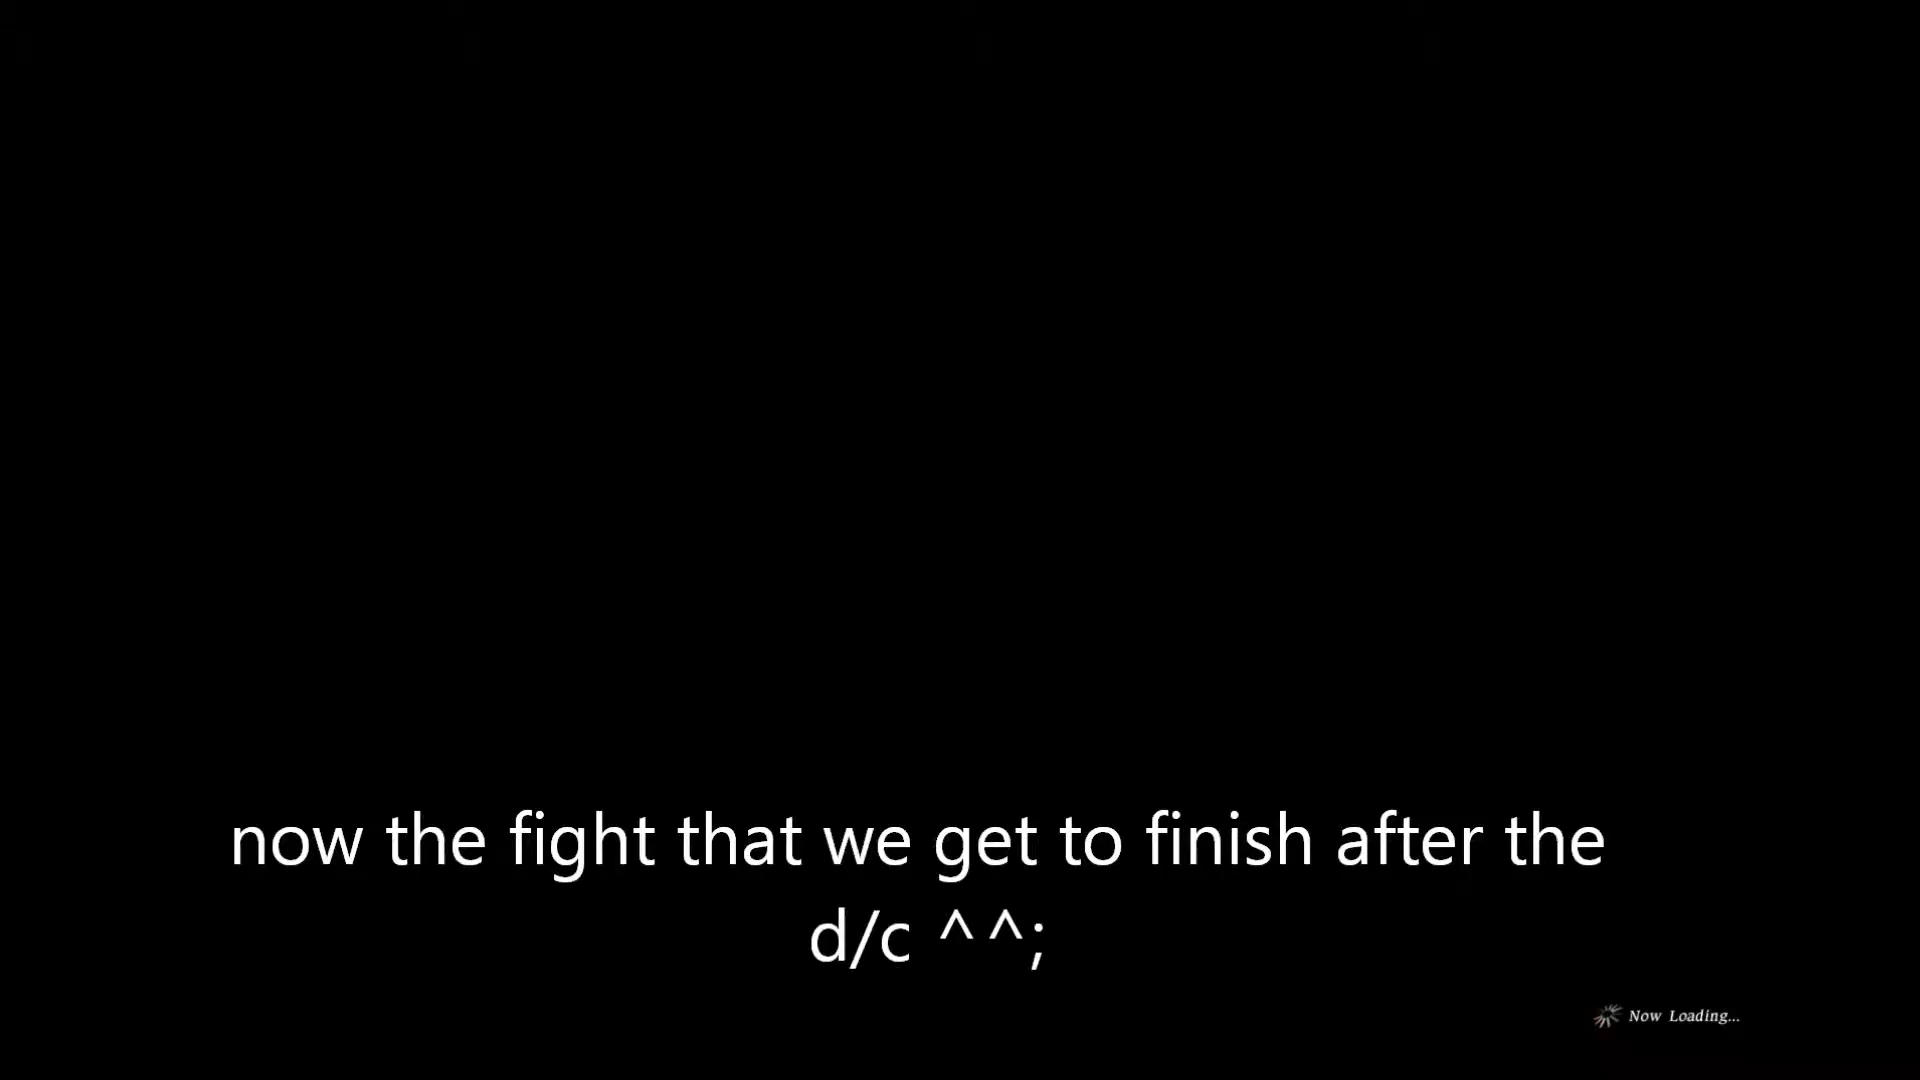 now the fight that we get to finish after the
d/c ^^;
Now Loading...